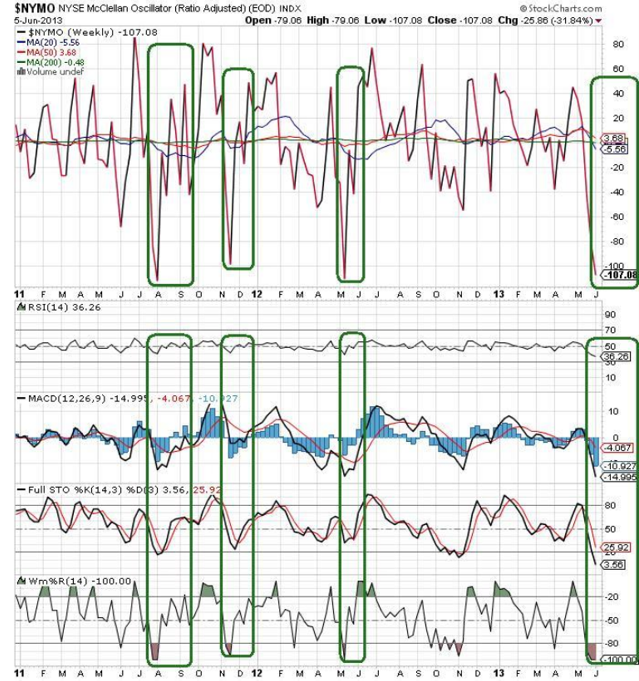 $NYMO NYSE McClellan Oscillator (Ratio Adjusted) (EOD) INDX © StockCharts.com
5-Jun-2013 Open -79.06 High -79.06 Low -107.08 Close -107.08 Chg -25.86 (-31.84%)
$NYMO (Weekly) -107.08
MA(20) -5.56
MA(50) 3.68
MA(200) -0.48
Volume undef
80
60
40
20
3.68
-5.56
-20
-40
-60
-80
-100
-107.08
11 F M A M J J A S O N D 12 F M A M J J A S O N D 13 F M A M J
RSI(14) 36.26
90
70
50
36.26
30
10
MACD(12,26,9) -14.995, -4.067, -10.927
10
5
0
-4.067
-10.927
-14.995
Full STO %K(14,3) %D(3) 3.56, 25.92
80
50
25.92
20
3.56
Wm%R(14) -100.00
-20
-50
-80
-100.00
11 F M A M J J A S O N D 12 F M A M J J A S O N D 13 F M A M J